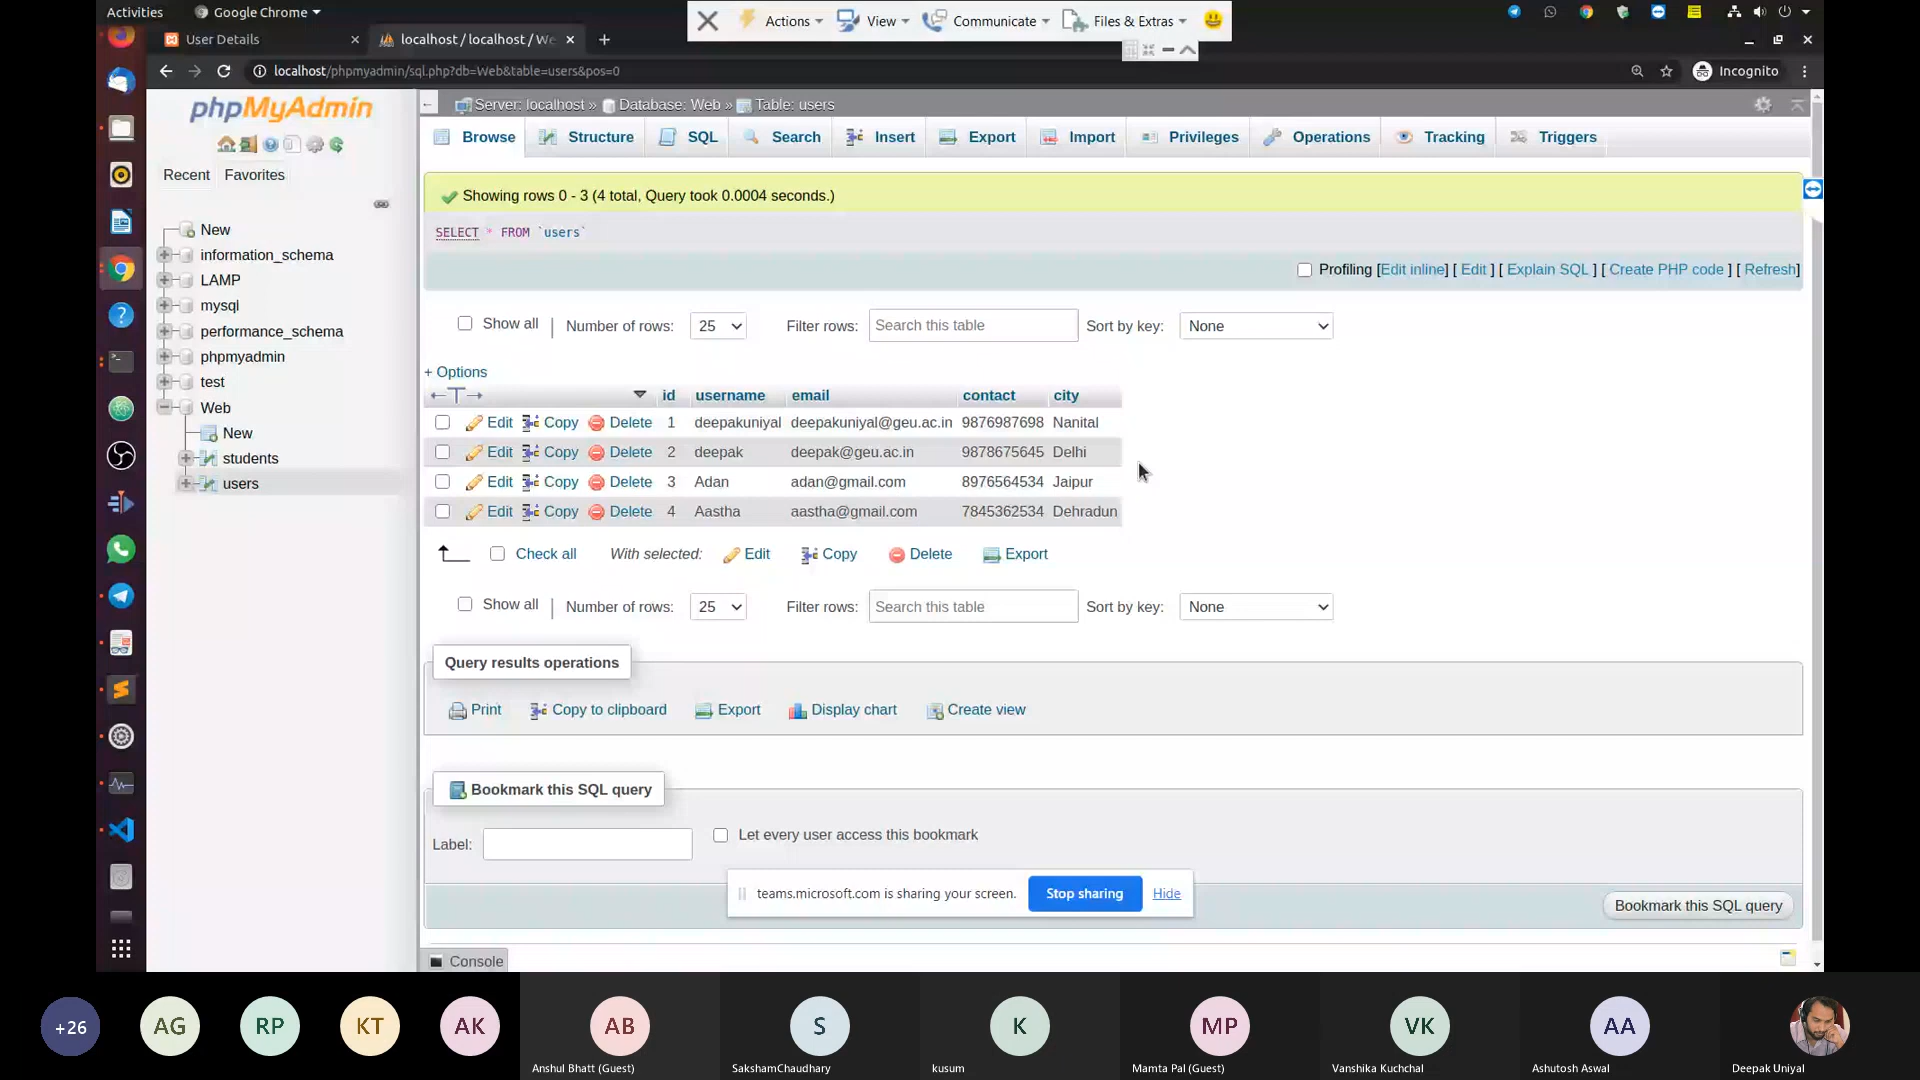 Activities
Google Chrome
Actions
View
Communicate
Files & Extras
User Details
localhost / localhost / We
localhost/phpmyadmin/sql.php?db=Web&table=users&pos=0
Incognito
phpMyAdmin
Recent
Favorites
New
information_schema
LAMP
mysql
performance_schema
phpmyadmin
test
Web
New
students
users
Server: localhost » Database: Web » Table: users
Browse
Structure
SQL
Search
Insert
Export
Import
Privileges
Operations
Tracking
Triggers
Showing rows 0 - 3 (4 total, Query took 0.0004 seconds.)
SELECT * FROM `users`
Profiling [Edit inline] [ Edit ] [ Explain SQL ] [ Create PHP code ] [ Refresh]
Show all | Number of rows: 25 Filter rows: Search this table Sort by key: None
+ Options
←T→ id username email contact city
Edit Copy Delete 1 deepakuniyal deepakuniyal@geu.ac.in 9876987698 Nanital
Edit Copy Delete 2 deepak deepak@geu.ac.in 9878675645 Delhi
Edit Copy Delete 3 Adan adan@gmail.com 8976564534 Jaipur
Edit Copy Delete 4 Aastha aastha@gmail.com 7845362534 Dehradun
Check all With selected: Edit Copy Delete Export
Show all | Number of rows: 25 Filter rows: Search this table Sort by key: None
Query results operations
Print Copy to clipboard Export Display chart Create view
Bookmark this SQL query
Label: Let every user access this bookmark
teams.microsoft.com is sharing your screen. Stop sharing Hide
Bookmark this SQL query
Console
+26 AG RP KT AK AB S K MP VK AA
Anshul Bhatt (Guest) SakshamChaudhary kusum Mamta Pal (Guest) Vanshika Kuchchal Ashutosh Aswal Deepak Uniyal